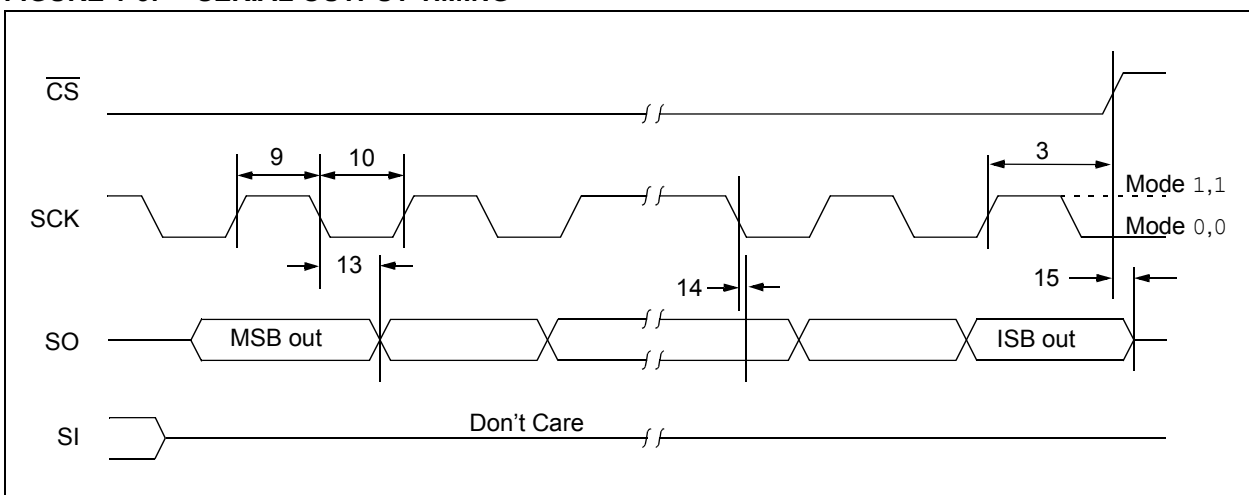 CS
9
10
3
Mode 1,1
SCK
Mode 0,0
13
14
15
SO
MSB out
ISB out
Don't Care
SI